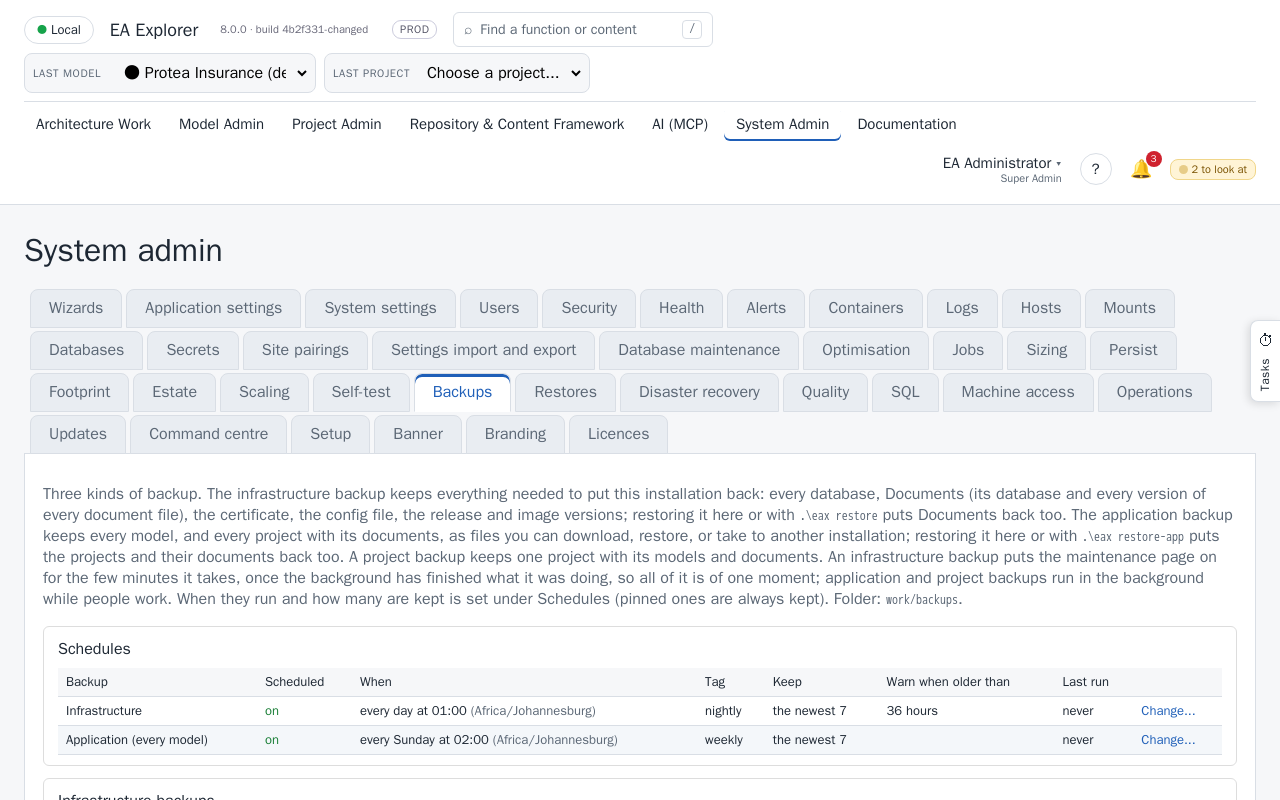 Local
EA Explorer
8.0.0 · build 4b2f331-changed
PROD
Find a function or content
/
LAST MODEL
Protea Insurance (de
LAST PROJECT
Choose a project...
Architecture Work
Model Admin
Project Admin
Repository & Content Framework
AI (MCP)
System Admin
Documentation
EA Administrator
Super Admin
?
3
2 to look at
System admin
Wizards
Application settings
System settings
Users
Security
Health
Alerts
Containers
Logs
Hosts
Mounts
Databases
Secrets
Site pairings
Settings import and export
Database maintenance
Optimisation
Jobs
Sizing
Persist
Footprint
Estate
Scaling
Self-test
Backups
Restores
Disaster recovery
Quality
SQL
Machine access
Operations
Updates
Command centre
Setup
Banner
Branding
Licences
Tasks
Three kinds of backup. The infrastructure backup keeps everything needed to put this installation back: every database, Documents (its database and every version of
every document file), the certificate, the config file, the release and image versions; restoring it here or with .\eax restore puts Documents back too. The application backup
keeps every model, and every project with its documents, as files you can download, restore, or take to another installation; restoring it here or with .\eax restore-app puts
the projects and their documents back too. A project backup keeps one project with its models and documents. An infrastructure backup puts the maintenance page on
for the few minutes it takes, once the background has finished what it was doing, so all of it is of one moment; application and project backups run in the background
while people work. When they run and how many are kept is set under Schedules (pinned ones are always kept). Folder: work/backups.
Schedules
Backup Scheduled When Tag Keep Warn when older than Last run
Infrastructure on every day at 01:00 (Africa/Johannesburg) nightly the newest 7 36 hours never Change...
Application (every model) on every Sunday at 02:00 (Africa/Johannesburg) weekly the newest 7 never Change...
Infrastructure backups